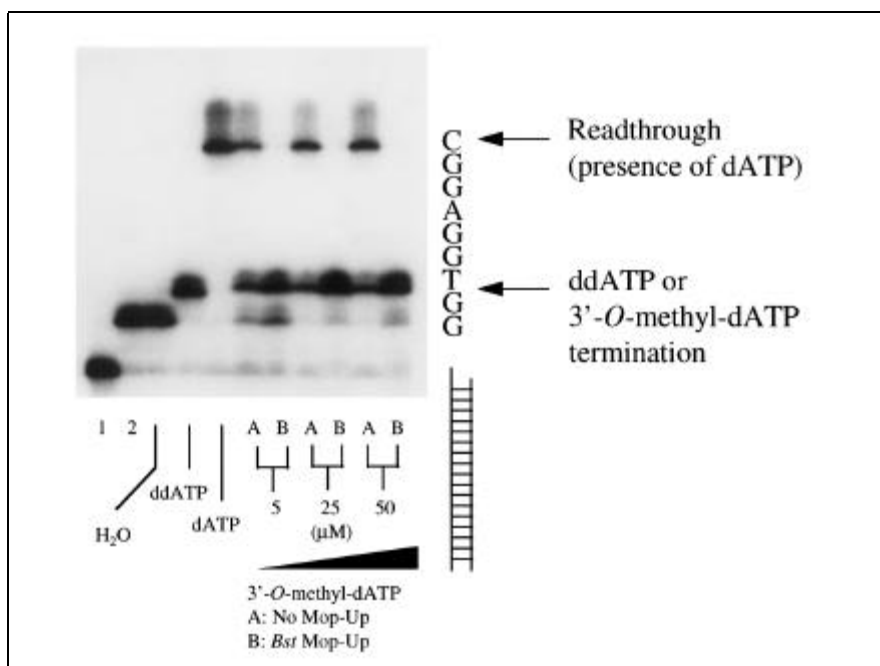 C
G
G
A
G
G
T
G
G
Readthrough
(presence of dATP)
ddATP or
3'-O-methyl-dATP
termination
1 2 A B A B A B
ddATP
H₂O dATP 5 25 50
(μM)
3'-O-methyl-dATP
A: No Mop-Up
B: Bst Mop-Up